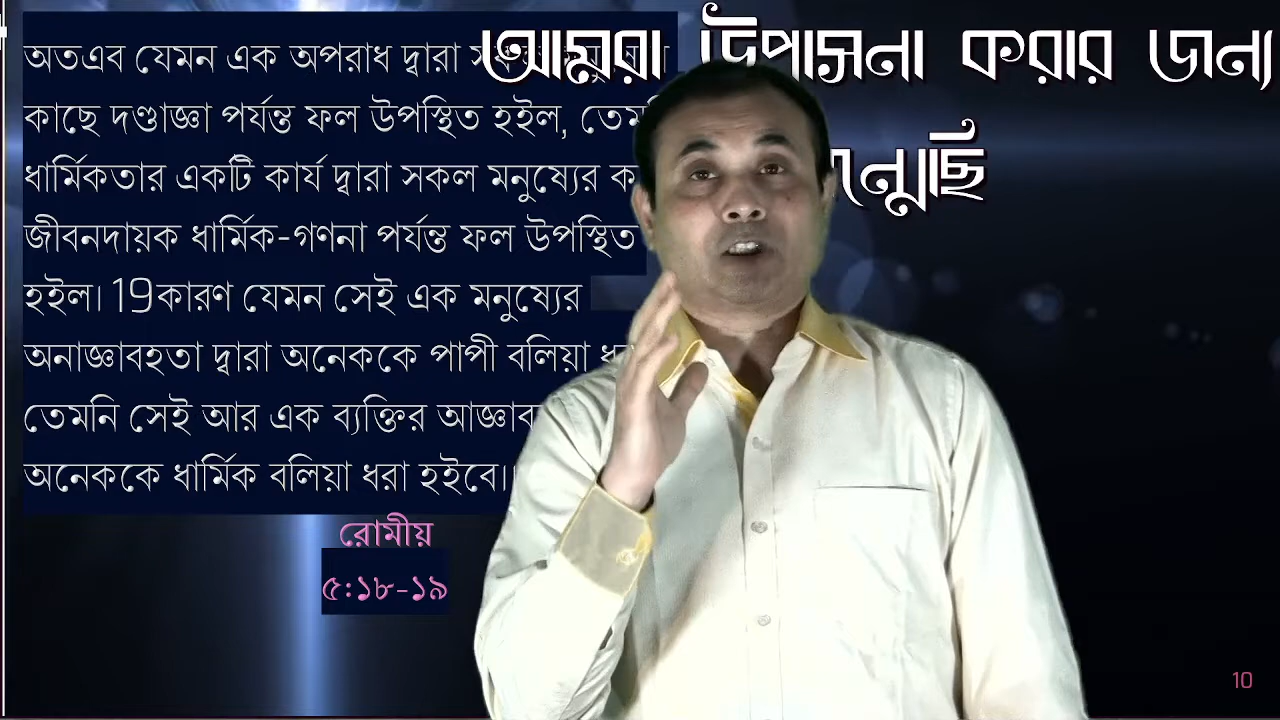 আমরা উপাসনা করার জন্য
জন্মেছি
অতএব যেমন এক অপরাধ দ্বারা
কাছে দণ্ডাজ্ঞা পর্যন্ত ফল উপস্থিত হইল,
ধার্মিকতার একটি কার্য দ্বারা সকল মনুষ্যের
জীবনদায়ক ধার্মিক-গণনা পর্যন্ত ফল উপস্থিত
হইল। 19কারণ যেমন সেই এক মনুষ্যের
অনাজ্ঞাবহতা দ্বারা অনেককে পাপী বলিয়া
তেমনি সেই আর এক ব্যক্তির
অনেককে ধার্মিক বলিয়া ধরা হইবে।
রোমীয়
৫:১৮-১৯
10